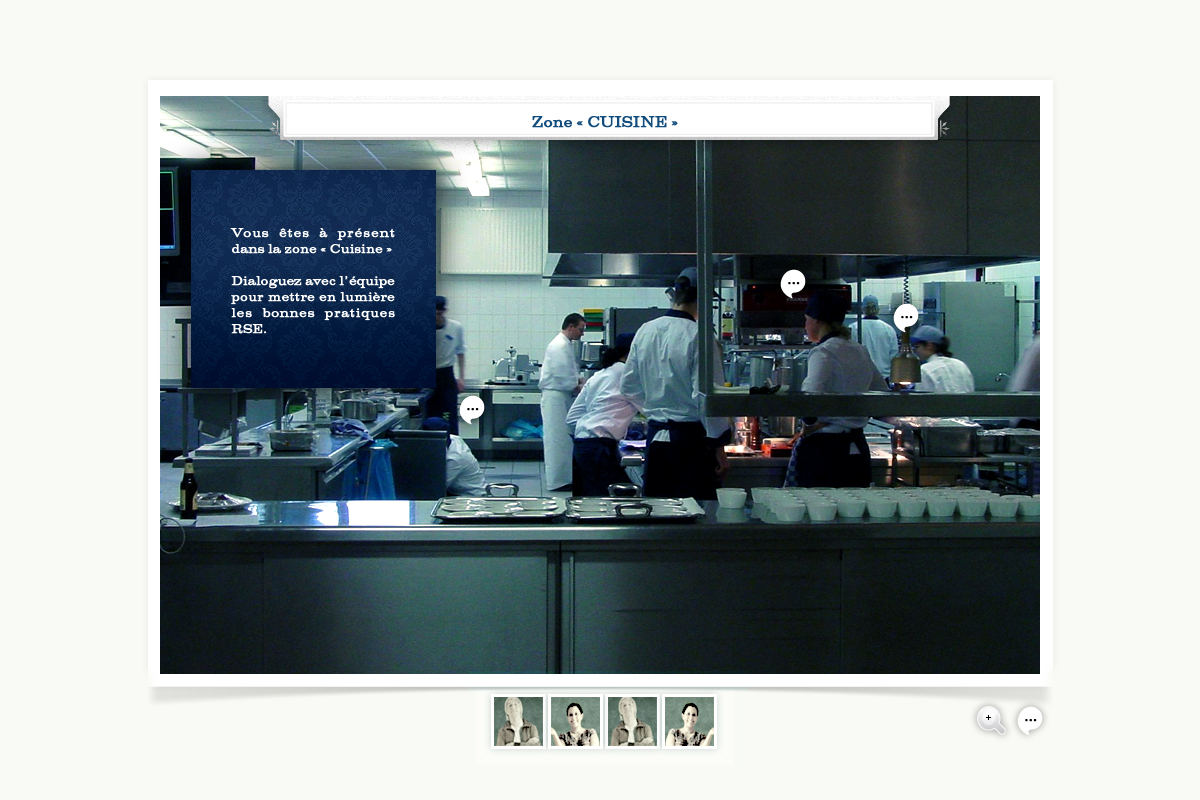 Zone « CUISINE »
Vous êtes à présent
dans la zone « Cuisine »
Dialoguez avec l'équipe
pour mettre en lumière
les bonnes pratiques
RSE.